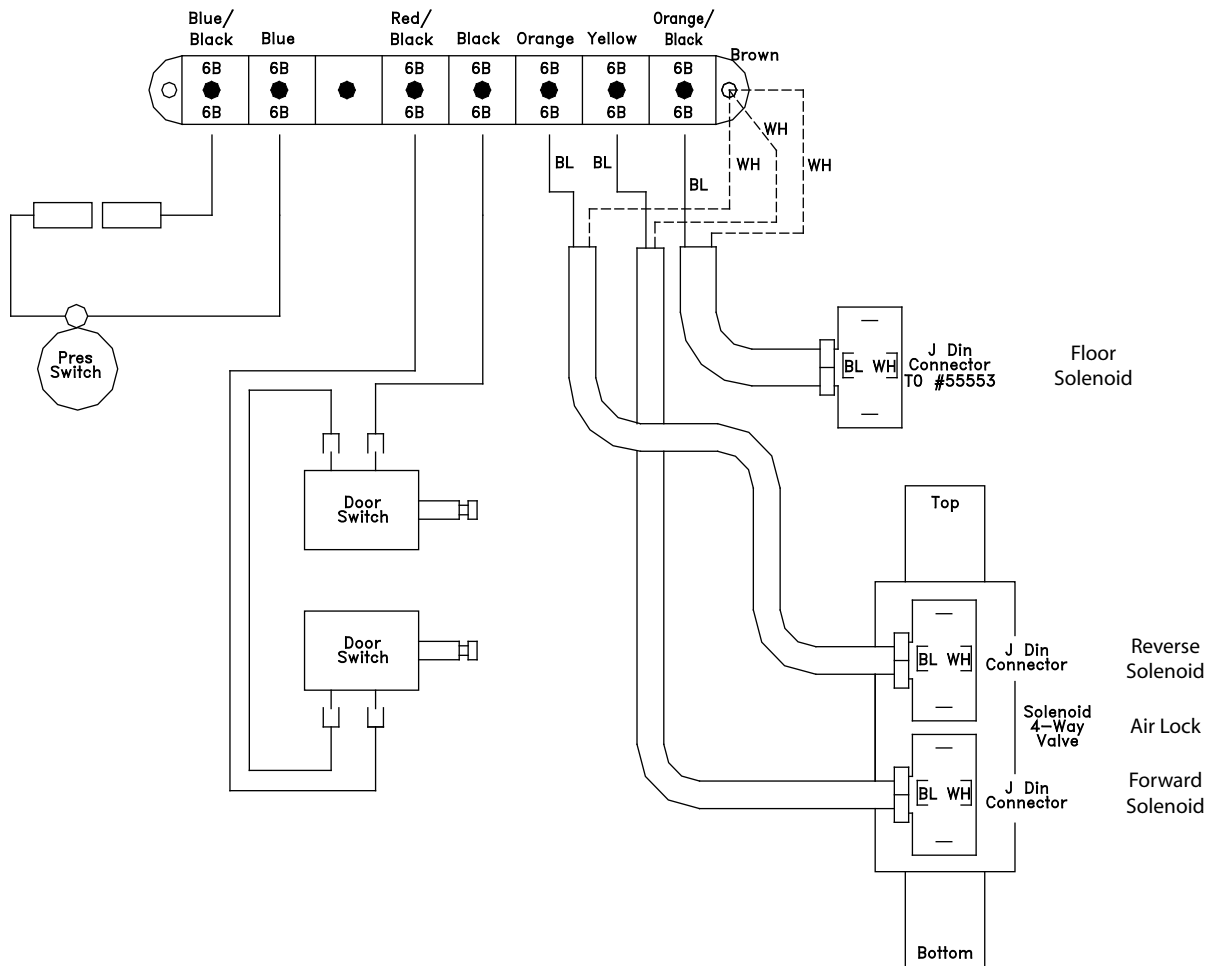 Blue/
Black
Blue
Red/
Black
Black
Orange
Yellow
Orange/
Black
Brown
6B 6B 6B 6B 6B 6B 6B
6B 6B 6B 6B 6B 6B 6B
BL
BL
BL
WH
WH
WH
Pres
Switch
Door
Switch
Door
Switch
BL WH
J Din
Connector
TO #55553
Floor
Solenoid
Top
BL WH
J Din
Connector
Reverse
Solenoid
Solenoid
4-Way
Valve
Air Lock
BL WH
J Din
Connector
Forward
Solenoid
Bottom